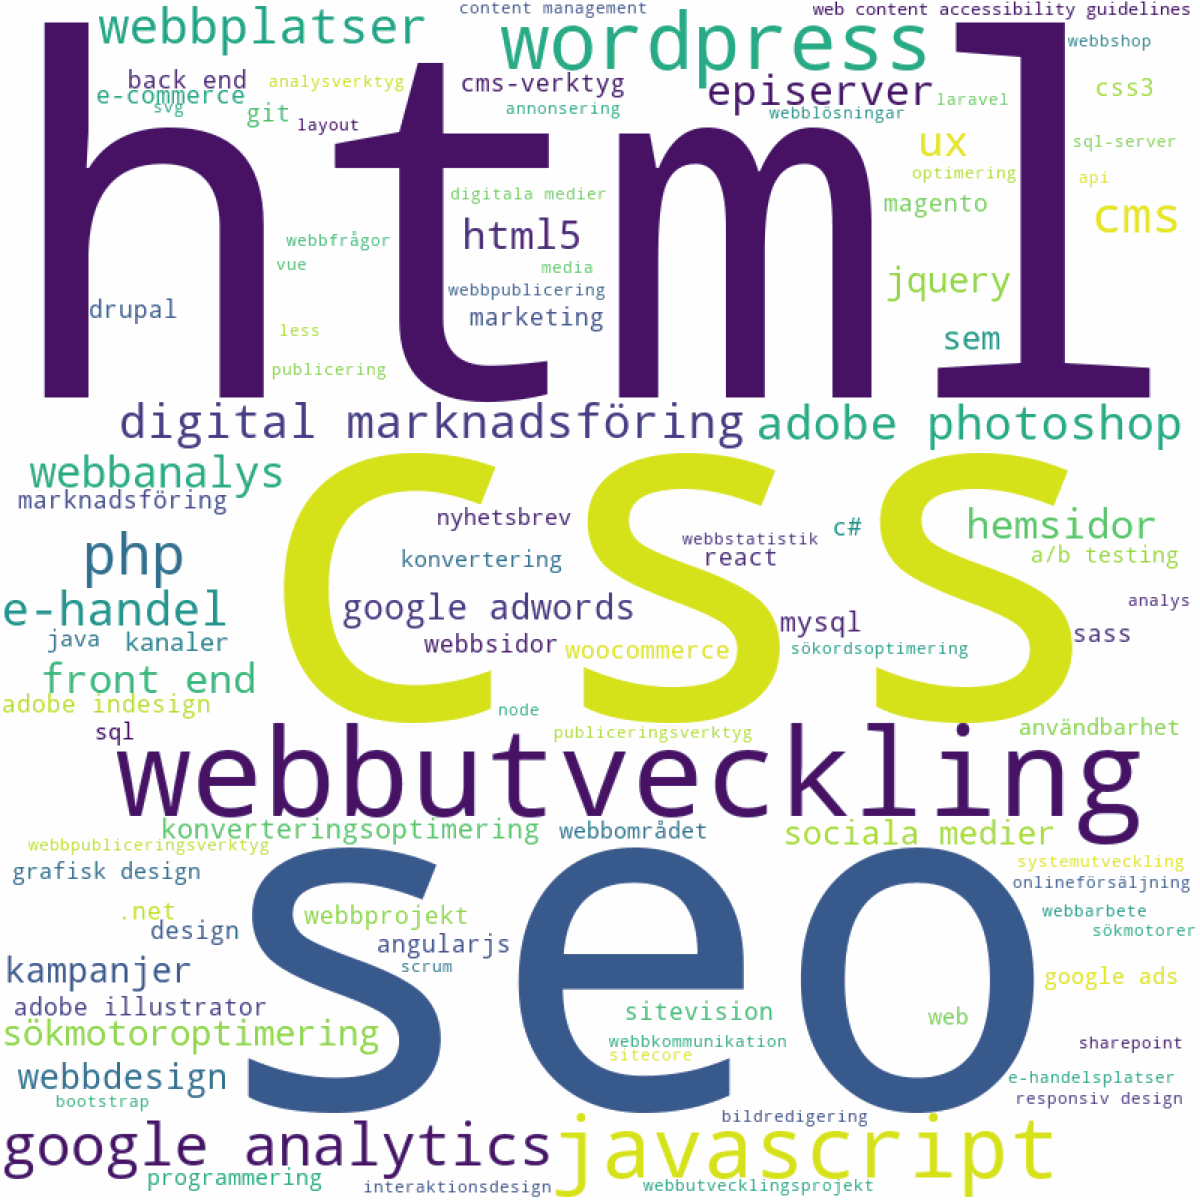 content management
web content accessibility guidelines
webbplatser
wordpress
webbshop
back end
analysverktyg
cms-verktyg
episerver
css3
e-commerce
svg
git
layout
annonsering
webblösningar
laravel
html
ux
sql-server
optimering
api
digitala medier
magento
cms
html5
webbfrågor
vue
media
jquery
webbpublicering
drupal
marketing
less
sem
publicering
digital marknadsföring
adobe photoshop
webbanalys
marknadsföring
css
nyhetsbrev
c#
hemsidor
webbstatistik
php
konvertering
react
a/b testing
e-handel
google adwords
analys
java
kanaler
webbsidor
woocommerce
mysql
sökordsoptimering
sass
front end
adobe indesign
node
sql
publiceringsverktyg
användbarhet
webbutveckling
konverteringsoptimering
webbområdet
sociala medier
webbpubliceringsverktyg
systemutveckling
grafisk design
onlineförsäljning
seo
.net
webbprojekt
webbarbete
design
angularjs
sökmotorer
kampanjer
scrum
google ads
adobe illustrator
sitevision
web
sökmotoroptimering
webbkommunikation
sharepoint
sitecore
webbdesign
e-handelsplatser
bootstrap
responsiv design
bildredigering
google analytics
javascript
programmering
interaktionsdesign
webbutvecklingsprojekt